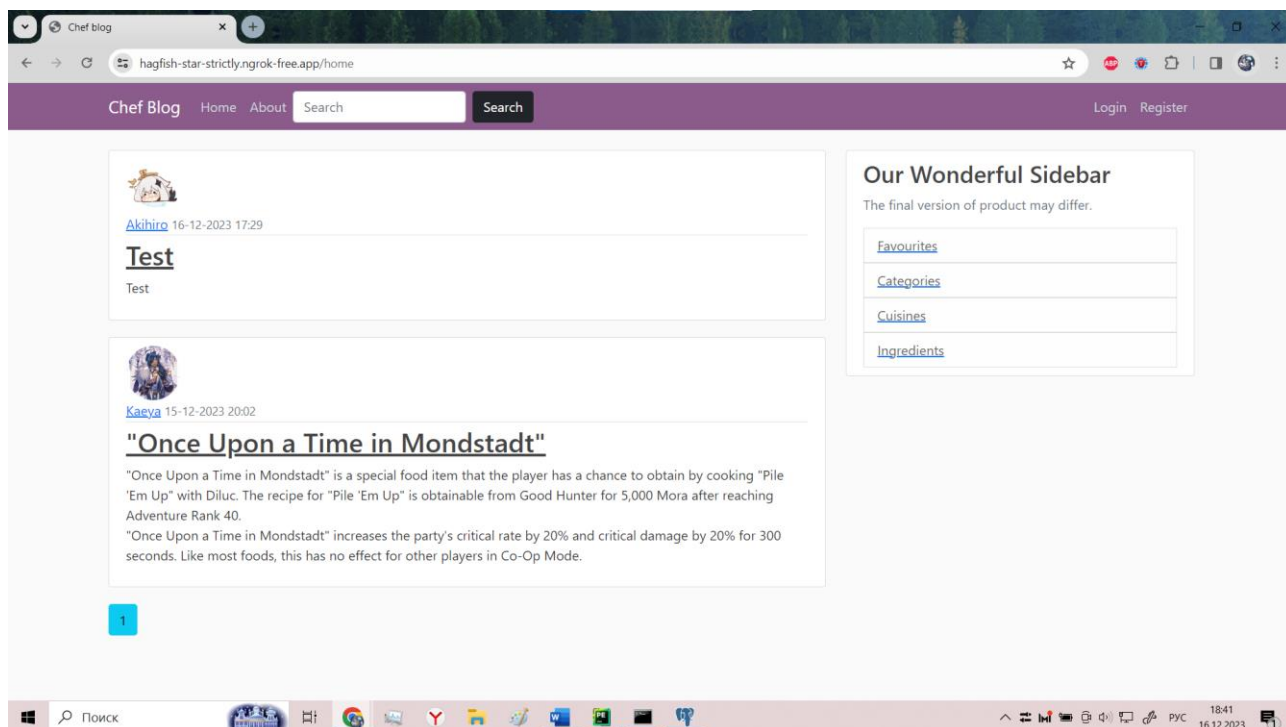 Chef blog
hagfish-star-strictly.ngrok-free.app/home
ABP
Chef Blog Home About Search Search Login Register
Akihiro 16-12-2023 17:29
Test
Test
Kaeya 15-12-2023 20:02
"Once Upon a Time in Mondstadt"
"Once Upon a Time in Mondstadt" is a special food item that the player has a chance to obtain by cooking "Pile
'Em Up" with Diluc. The recipe for "Pile 'Em Up" is obtainable from Good Hunter for 5,000 Mora after reaching
Adventure Rank 40.
"Once Upon a Time in Mondstadt" increases the party's critical rate by 20% and critical damage by 20% for 300
seconds. Like most foods, this has no effect for other players in Co-Op Mode.
1
Our Wonderful Sidebar
The final version of product may differ.
Favourites
Categories
Cuisines
Ingredients
Поиск
РУС
18:41
16.12.2023